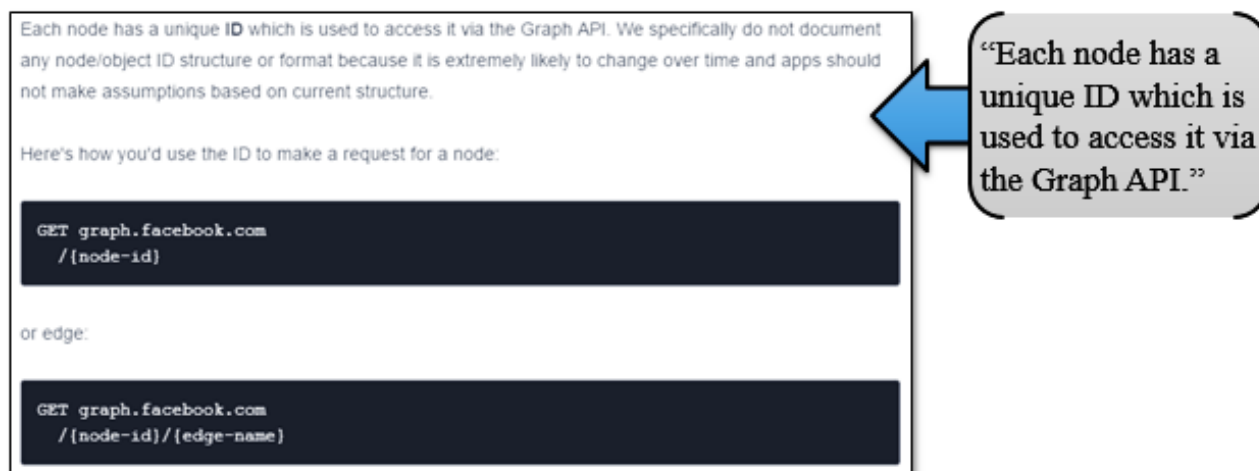 Each node has a unique ID which is used to access it via the Graph API. We specifically do not document
any node/object ID structure or format because it is extremely likely to change over time and apps should
not make assumptions based on current structure.
Here's how you'd use the ID to make a request for a node:
GET graph.facebook.com
/{node-id}
or edge:
GET graph.facebook.com
/{node-id}/{edge-name}
“Each node has a
unique ID which is
used to access it via
the Graph API.”